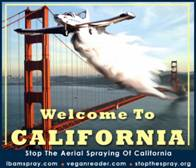 Welcome To
CALIFORNIA
Stop The Aerial Spraying Of California
lbamspray.com • veganreader.com • stopthespray.org